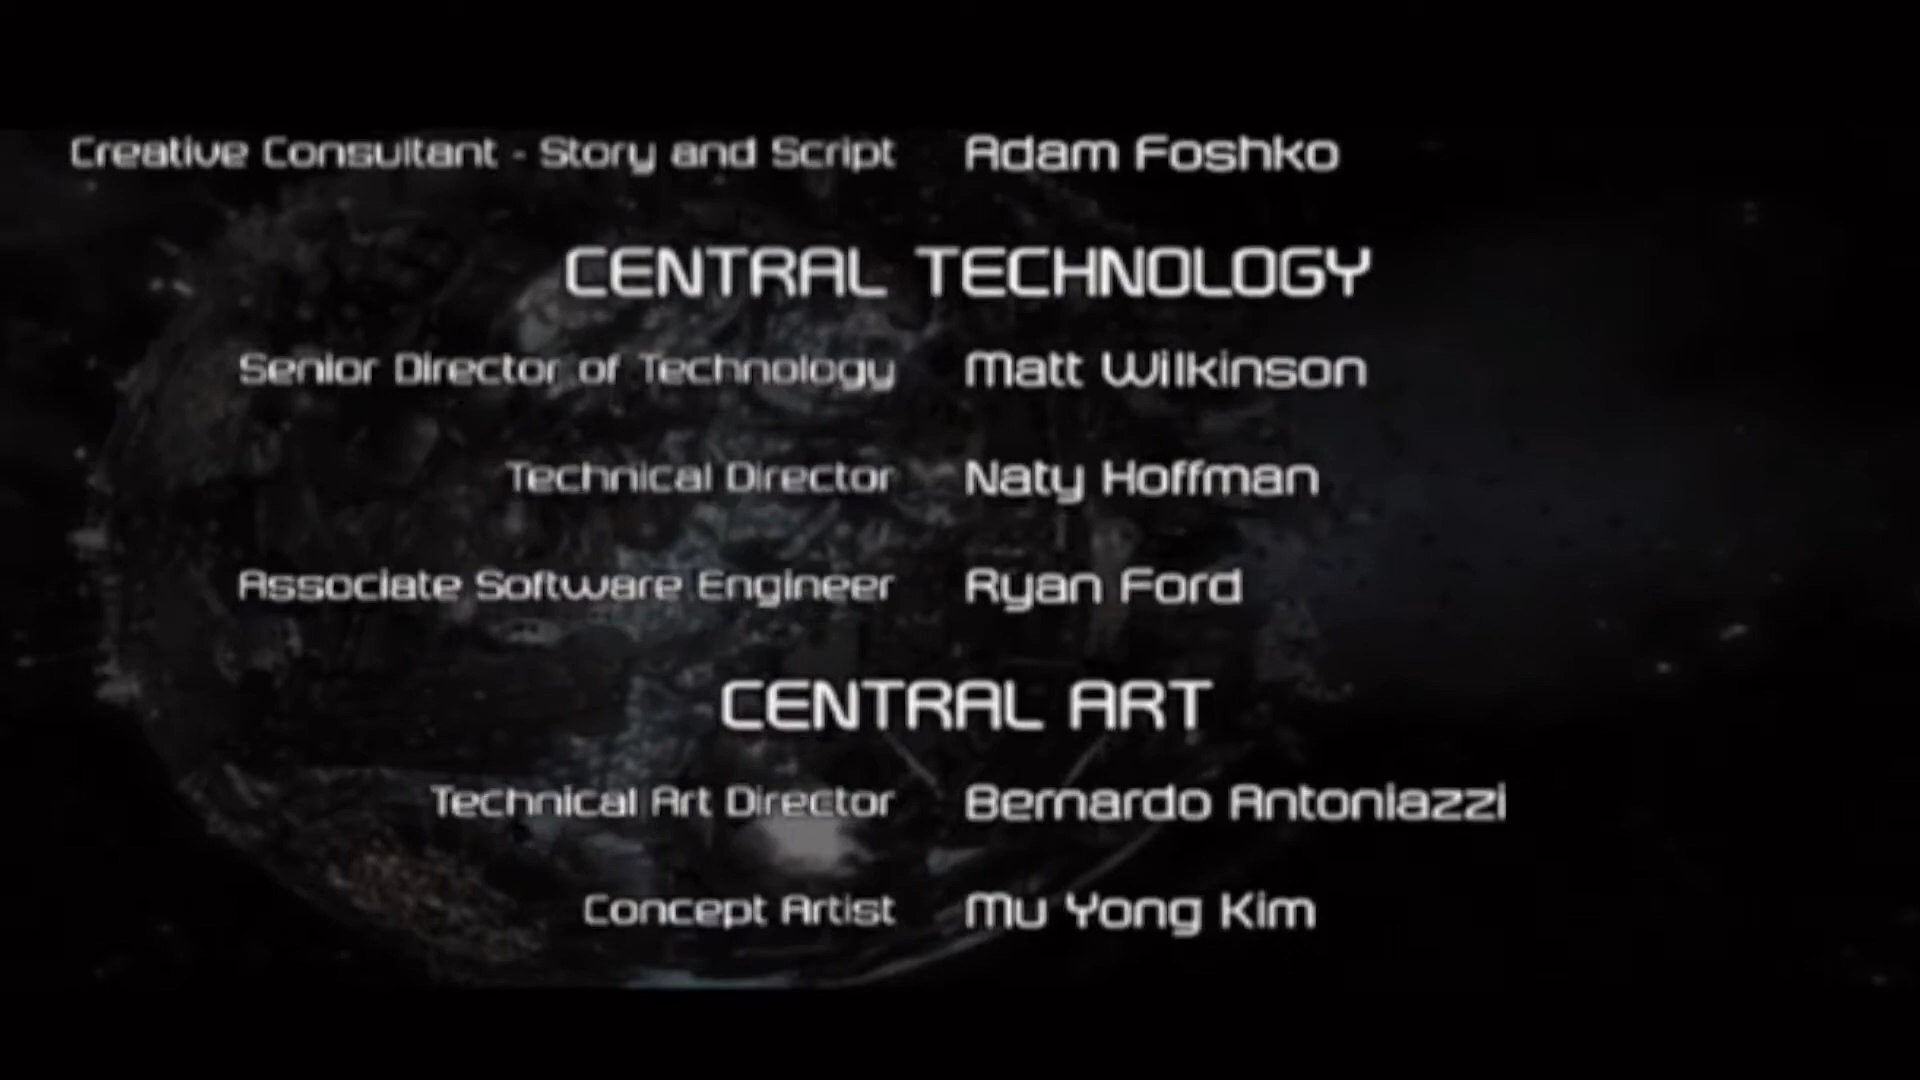 Creative Consultant - Story and Script Adam Foshko
CENTRAL TECHNOLOGY
Senior Director of Technology Matt Wilkinson
Technical Director Naty Hoffman
Associate Software Engineer Ryan Ford
CENTRAL ART
Technical Art Director Bernardo Antoniazzi
Concept Artist Mu Yong Kim